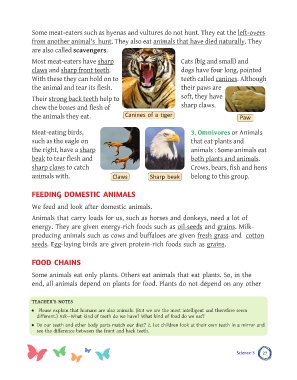 Some meat-eaters such as hyenas and vultures do not hunt. They eat the left-overs
from another animal's hunt. They also eat animals that have died naturally. They
are also called scavengers.
Most meat-eaters have sharp
claws and sharp front teeth.
With these they can hold on to
the animal and tear its flesh.
Their strong back teeth help to
chew the bones and flesh of
the animals they eat.
Canines of a tiger
Cats (big and small) and
dogs have four long, pointed
teeth called canines. Although
their paws are
soft, they have
sharp claws.
Paw
Meat-eating birds,
such as the eagle on
the right, have a sharp
beak to tear flesh and
sharp claws to catch
animals with.
Claws
Sharp beak
3. Omnivores or Animals
that eat plants and
animals : Some animals eat
both plants and animals.
Crows, bears, fish and hens
belong to this group.
FEEDING DOMESTIC ANIMALS
We feed and look after domestic animals.
Animals that carry loads for us, such as horses and donkeys, need a lot of
energy. They are given energy-rich foods such as oil-seeds and grains. Milk-
producing animals such as cows and buffaloes are given fresh grass and cotton
seeds. Egg-laying birds are given protein-rich foods such as grains.
FOOD CHAINS
Some animals eat only plants. Others eat animals that eat plants. So, in the
end, all animals depend on plants for food. Plants do not depend on any other
TEACHER'S NOTES
• Please explain that humans are also animals. (But we are the most intelligent and therefore seem
different.) Ask—What kind of teeth do we have? What kind of food do we eat?
• Do our teeth and other body parts match our diet? 2. Let children look at their own teeth in a mirror and
see the difference between the front and back teeth.
Science-3 27